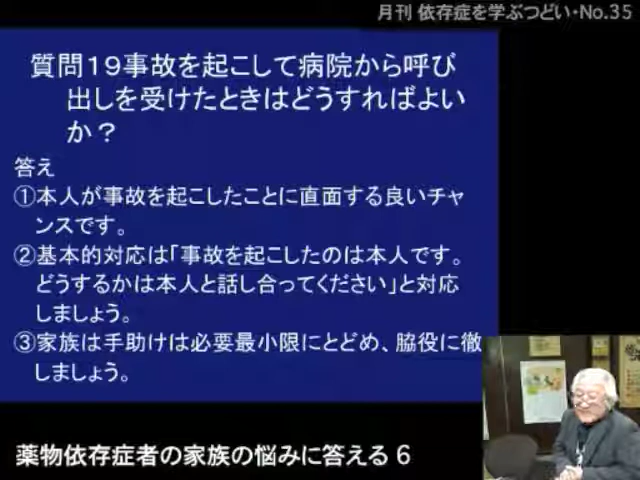 月刊 依存症を学ぶつどい・No.35
質問１９事故を起こして病院から呼び
出しを受けたときはどうすればよい
か？
答え
①本人が事故を起こしたことに直面する良いチャ
ンスです。
②基本的対応は「事故を起こしたのは本人です。
どうするかは本人と話し合ってください」と対応
しましょう。
③家族は手助けは必要最小限にとどめ、脇役に徹
しましょう。
薬物依存症者の家族の悩みに答える 6